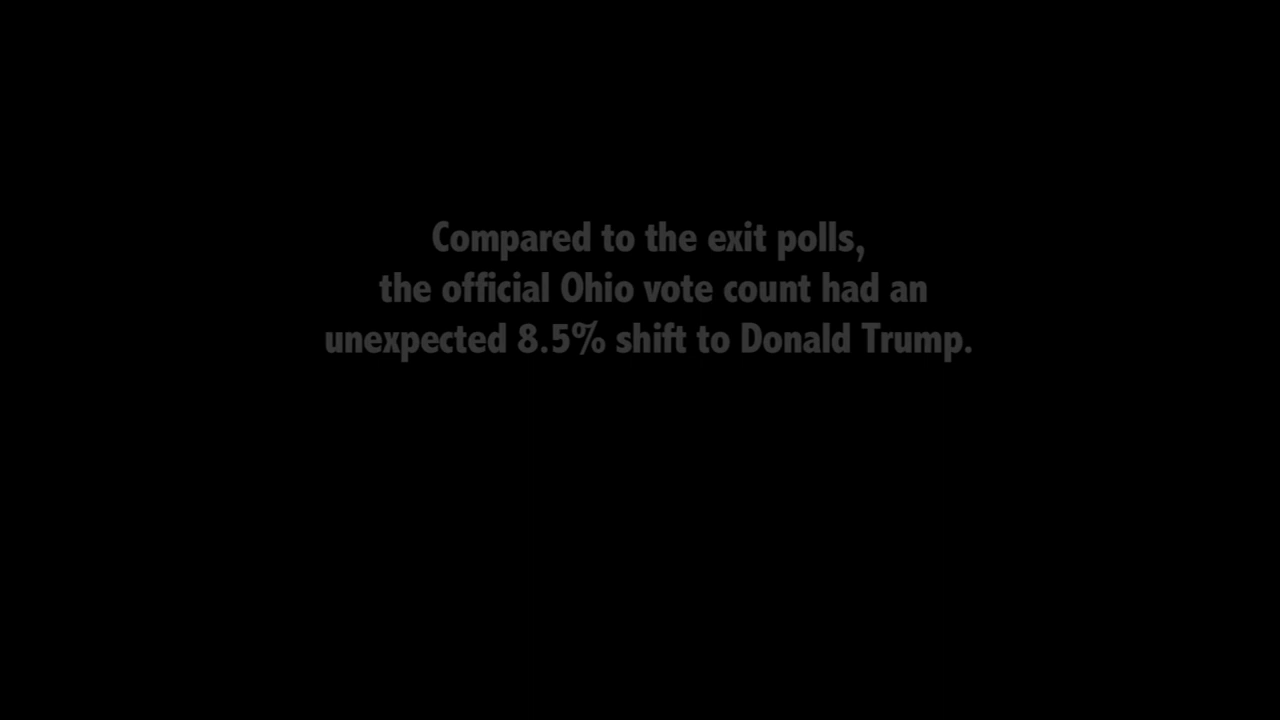 Compared to the exit polls,
the official Ohio vote count had an
unexpected 8.5% shift to Donald Trump.